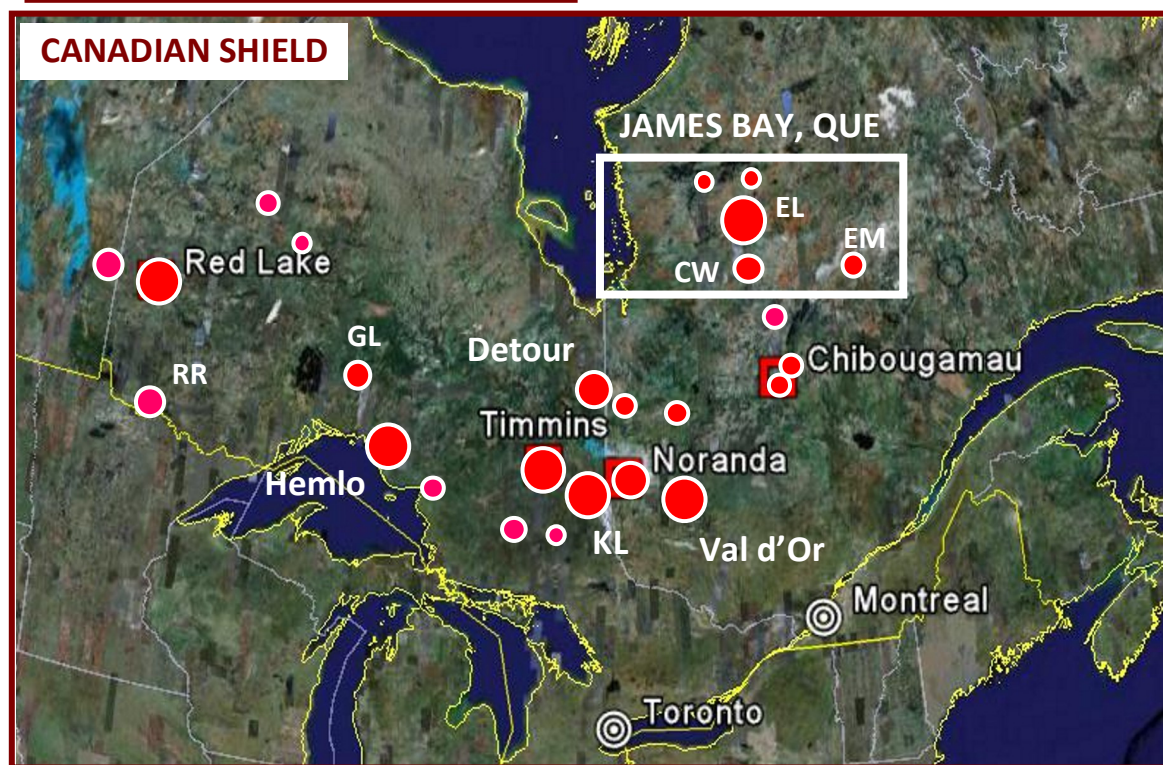 CANADIAN SHIELD
JAMES BAY, QUE
EL
EM
CW
Red Lake
GL
RR
Detour
Chibougamau
Timmins
Noranda
Hemlo
KL
Val d’Or
Montreal
Toronto